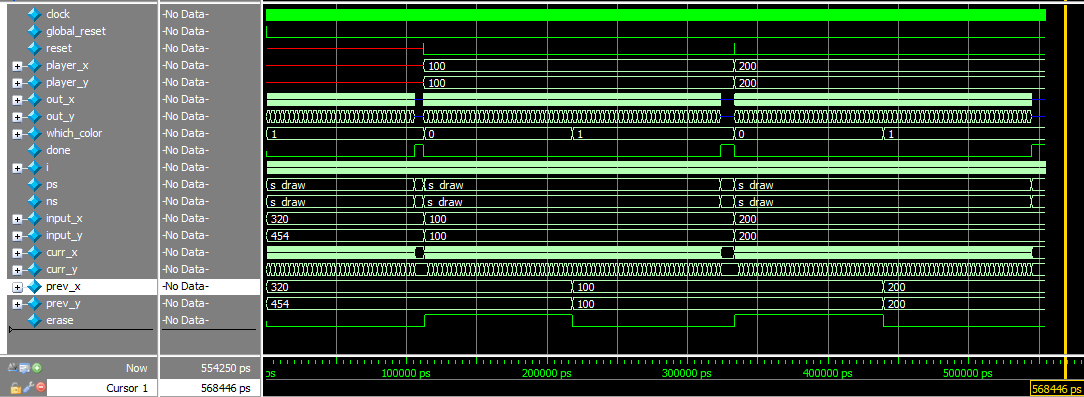 clock -No Data-
global_reset -No Data-
reset -No Data-
player_x -No Data- 100 200
player_y -No Data- 100 200
out_x -No Data-
out_y -No Data-
which_color -No Data- 1 0 1 0 1
done -No Data-
i -No Data-
ps -No Data- s_draw s_draw s_draw
ns -No Data- s_draw s_draw s_draw
input_x -No Data- 320 100 200
input_y -No Data- 454 100 200
curr_x -No Data-
curr_y -No Data-
prev_x -No Data- 320 100 200
prev_y -No Data- 454 100 200
erase -No Data-
Now 554250 ps ps 100000 ps 200000 ps 300000 ps 400000 ps 500000 ps
Cursor 1 568446 ps 568446 ps